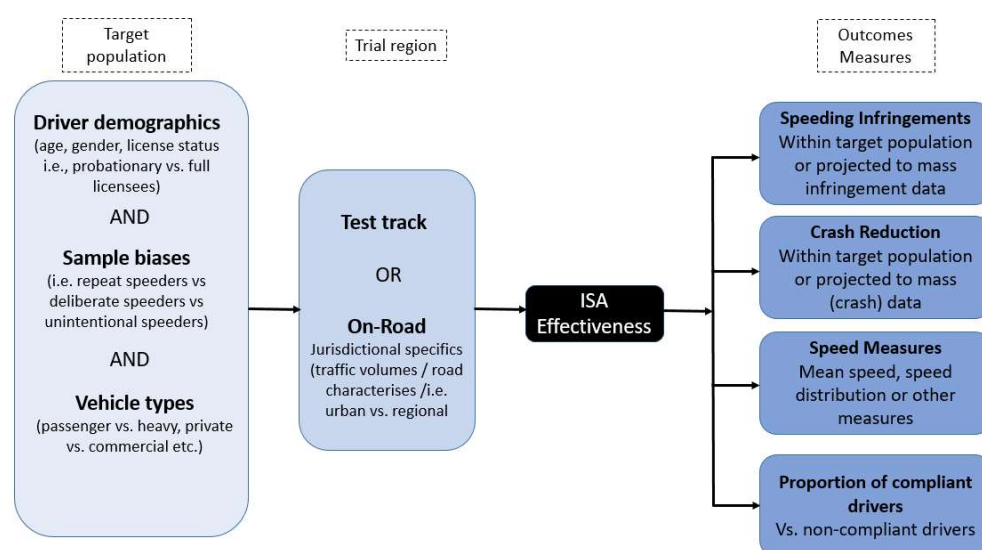 Target
population
Trial region
Outcomes
Measures
Driver demographics
(age, gender, license status
i.e., probationary vs. full
licensees)
AND
Sample biases
(i.e. repeat speeders vs
deliberate speeders vs
unintentional speeders)
AND
Vehicle types
(passenger vs. heavy, private
vs. commercial etc.)
Test track
OR
On-Road
Jurisdictional specifics
(traffic volumes / road
characterises /i.e.
urban vs. regional
ISA
Effectiveness
Speeding Infringements
Within target population
or projected to mass
infringement data
Crash Reduction
Within target population
or projected to mass
(crash) data
Speed Measures
Mean speed, speed
distribution or other
measures
Proportion of compliant
drivers
Vs. non-compliant drivers